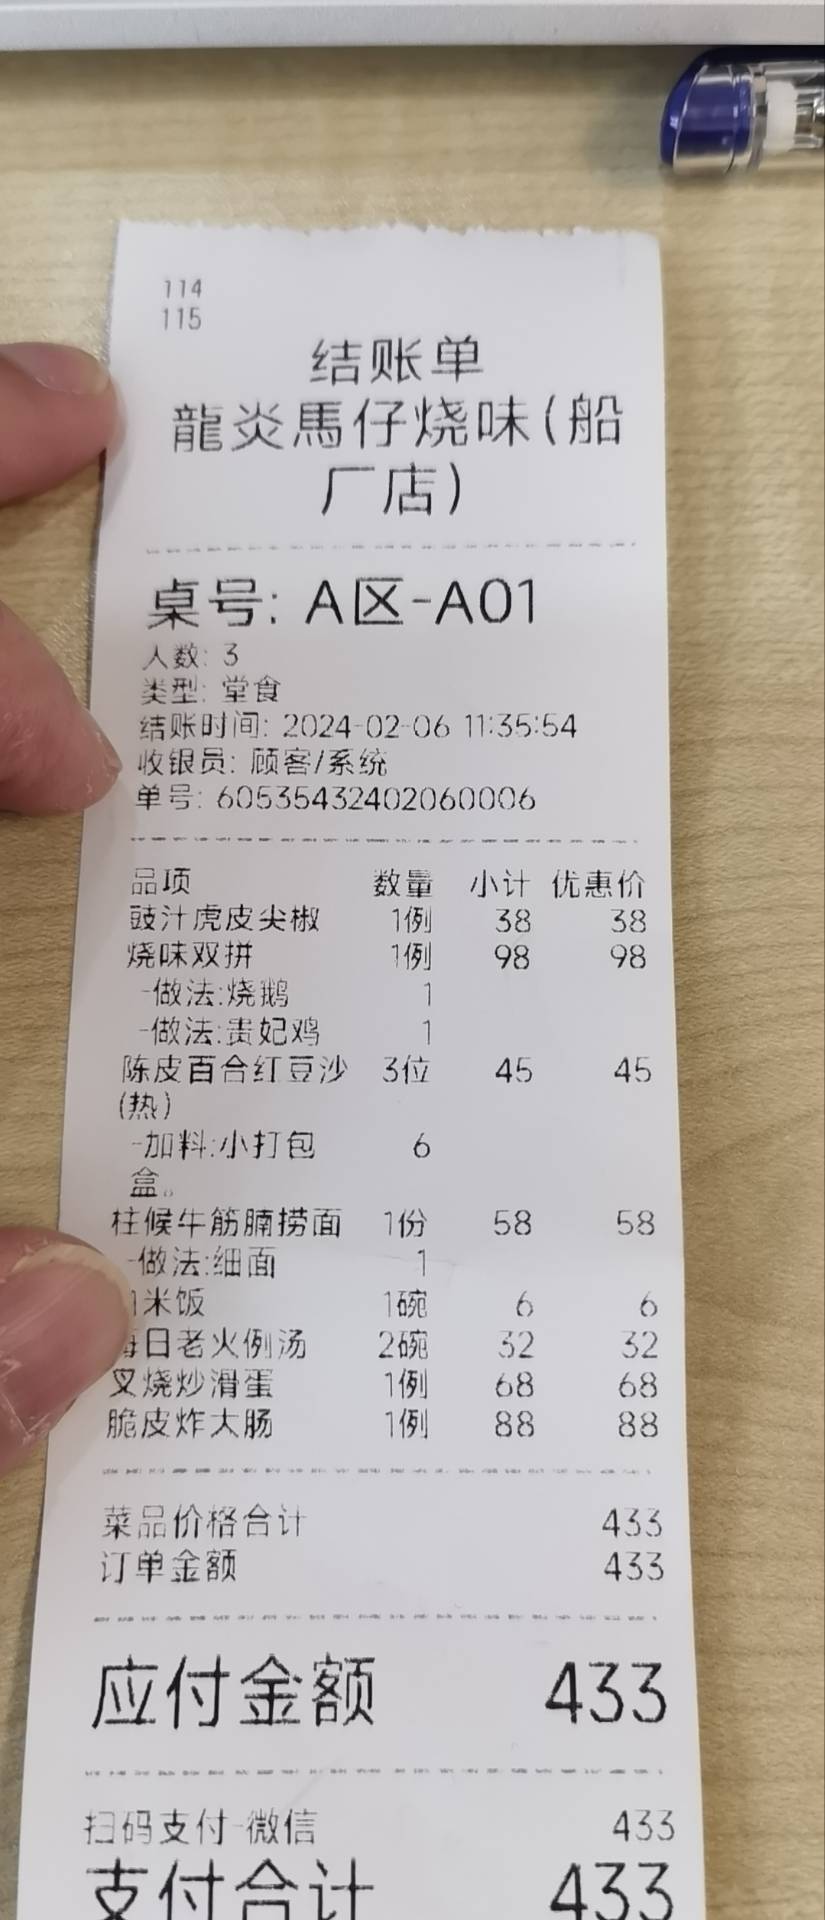 114
115
结账单
龍炎馬仔烧味(船
厂店)
桌号: A区-A01
人数: 3
类型: 堂食
结账时间: 2024-02-06 11:35:54
收银员: 顾客/系统
单号: 605354432402060006
品项 数量 小计 优惠价
豉汁虎皮尖椒 1例 38 38
烧味双拼 1例 98 98
-做法:烧鹅 1
-做法:贵妃鸡 1
陈皮百合红豆沙 3位 45 45
(热)
-加料:小打包 6
盒。
柱候牛筋腩捞面 1份 58 58
-做法:细面 1
米饭 1碗 6 6
日老火例汤 2碗 32 32
叉烧炒滑蛋 1例 68 68
脆皮炸大肠 1例 88 88
菜品价格合计 433
订单金额 433
应付金额 433
扫码支付-微信 433
支付合计 433